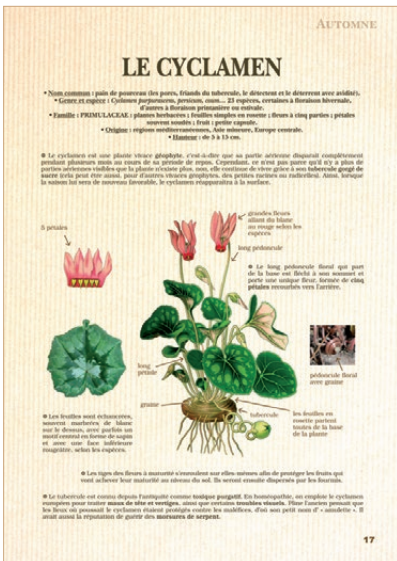 AUTOMNE
LE CYCLAMEN
• Nom commun : pain de pourceau (les porcs, friands du tubercule, le détectent et le déterrent avec avidité).
• Genre et espèce : Cyclamen purpurascens, persicum, coum... 23 espèces, certaines à floraison hivernale,
d'autres à floraison printanière ou estivale.
• Famille : PRIMULACEAE : plantes herbacées ; feuilles simples en rosette ; fleurs à cinq parties ; pétales
souvent soudés ; fruit : petite capsule.
• Origine : régions méditerranéennes, Asie mineure, Europe centrale.
• Hauteur : de 5 à 15 cm.
Le cyclamen est une plante vivace géophyte, c'est-à-dire que sa partie aérienne disparaît complètement
pendant plusieurs mois au cours de sa période de repos. Cependant, ce n'est pas parce qu'il n'y a plus de
parties aériennes visibles que la plante n'existe plus, non, elle continue de vivre grâce à son tubercule gorgé de
sucre (cela peut être aussi, pour d'autres vivaces géophytes, des petites racines ou radicelles). Ainsi, lorsque
la saison lui sera de nouveau favorable, le cyclamen réapparaîtra à la surface.
5 pétales
grandes fleurs
allant du blanc
au rouge selon les
espèces
long pédoncule
Le long pédoncule floral qui part
de la base est fléchi à son sommet et
porte une unique fleur, formée de cinq
pétales recourbés vers l'arrière.
long
pétiole
pédoncule floral
avec graine
graine
tubercule
les feuilles en
rosette partent
toutes de la base
de la plante
Les feuilles sont échancrées,
souvent marbrées de blanc
sur le dessus, avec parfois un
motif central en forme de sapin
et avec une face inférieure
rougeâtre, selon les espèces.
Les tiges des fleurs à maturité s'enroulent sur elles-mêmes afin de protéger les fruits qui
vont achever leur maturité au niveau du sol. Ils seront ensuite dispersés par les fourmis.
Le tubercule est connu depuis l'antiquité comme tonique purgatif. En homéopathie, on emploie le cyclamen
européen pour traiter maux de tête et vertiges, ainsi que certains troubles visuels. Pline l'ancien pensait que
les lieux où poussait le cyclamen étaient protégés contre les maléfices, d'où son petit nom d' « amulette ». Il
avait aussi la réputation de guérir des morsures de serpent.
17